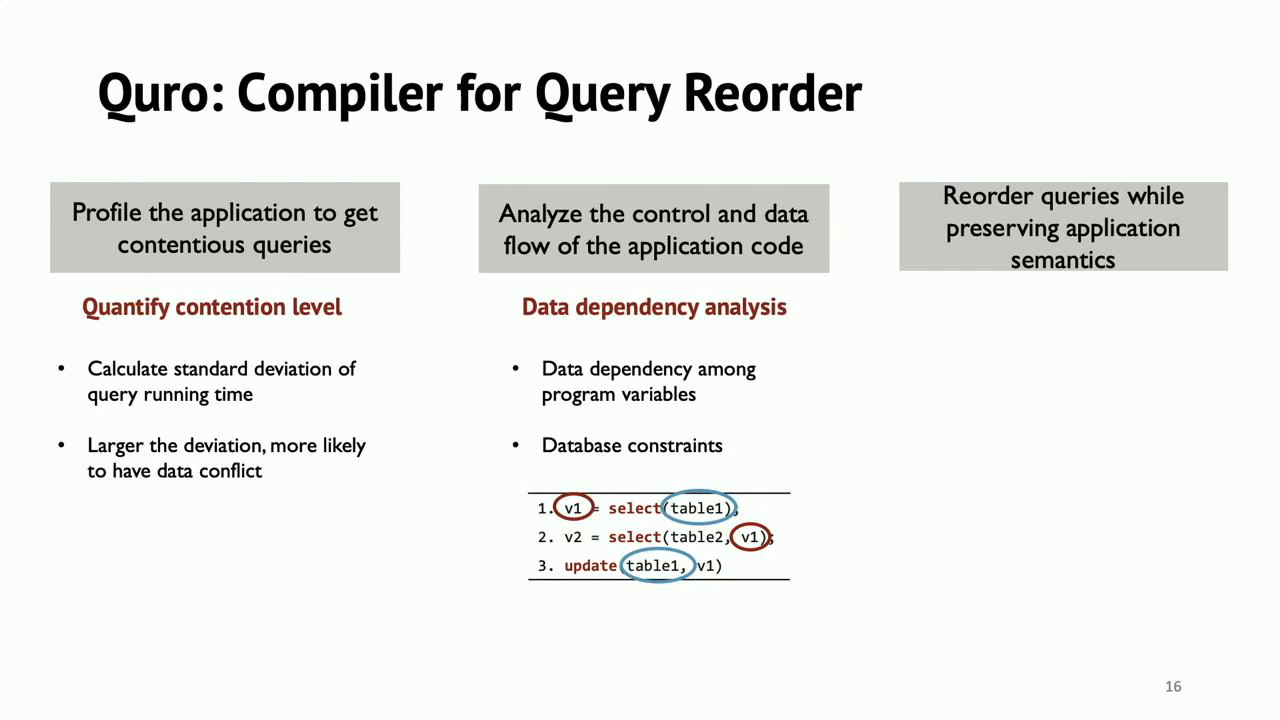 Quro: Compiler for Query Reorder
Profile the application to get
contentious queries
Quantify contention level
• Calculate standard deviation of
query running time
• Larger the deviation, more likely
to have data conflict
Analyze the control and data
flow of the application code
Data dependency analysis
• Data dependency among
program variables
• Database constraints
1. v1 = select(table1);
2. v2 = select(table2, v1);
3. update(table1, v1)
Reorder queries while
preserving application
semantics
16